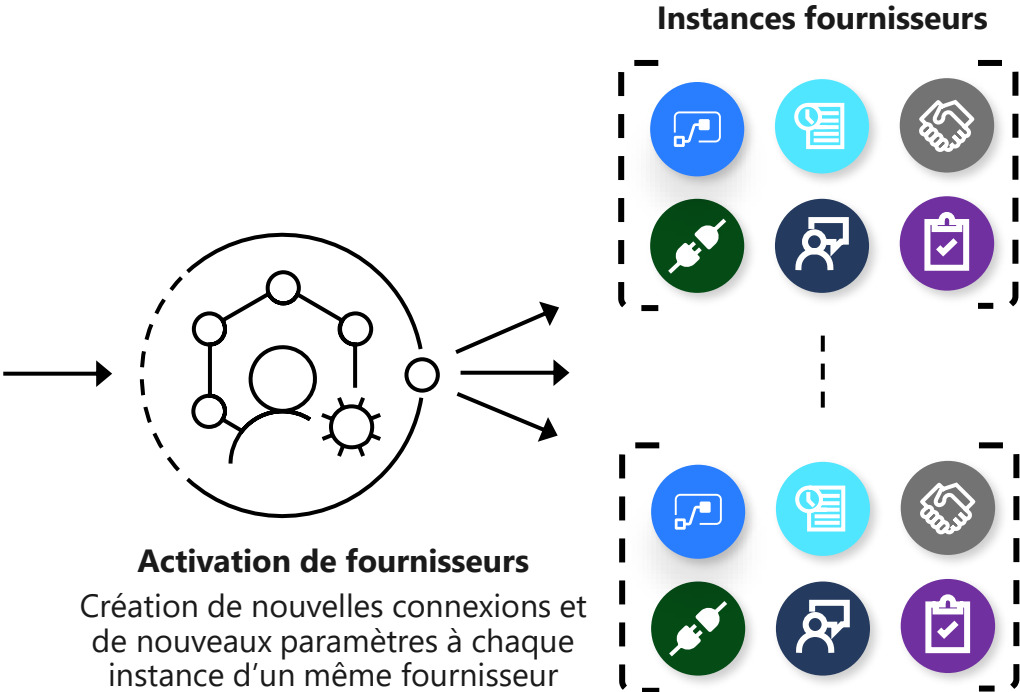 Instances fournisseurs
Activation de fournisseurs
Création de nouvelles connexions et
de nouveaux paramètres à chaque
instance d’un même fournisseur